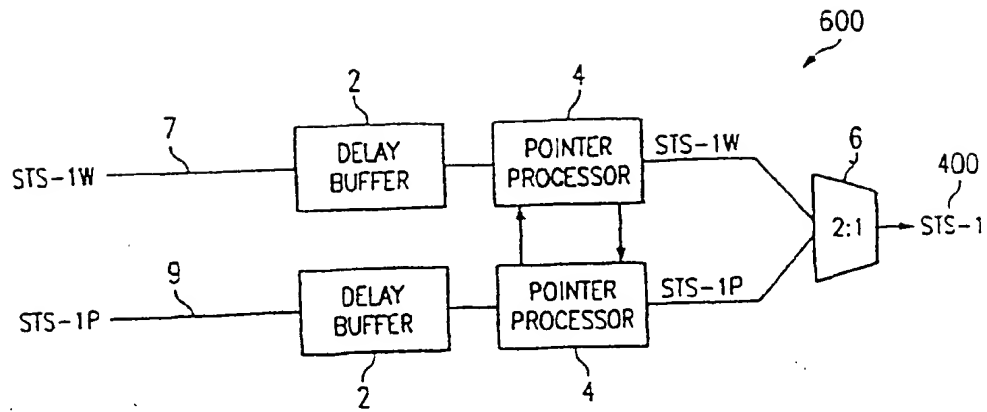 600
2
4
7
DELAY
BUFFER
POINTER
PROCESSOR
STS-1W
6
400
STS-1W
2:1
STS-1
9
DELAY
BUFFER
POINTER
PROCESSOR
STS-1P
STS-1P
2
4